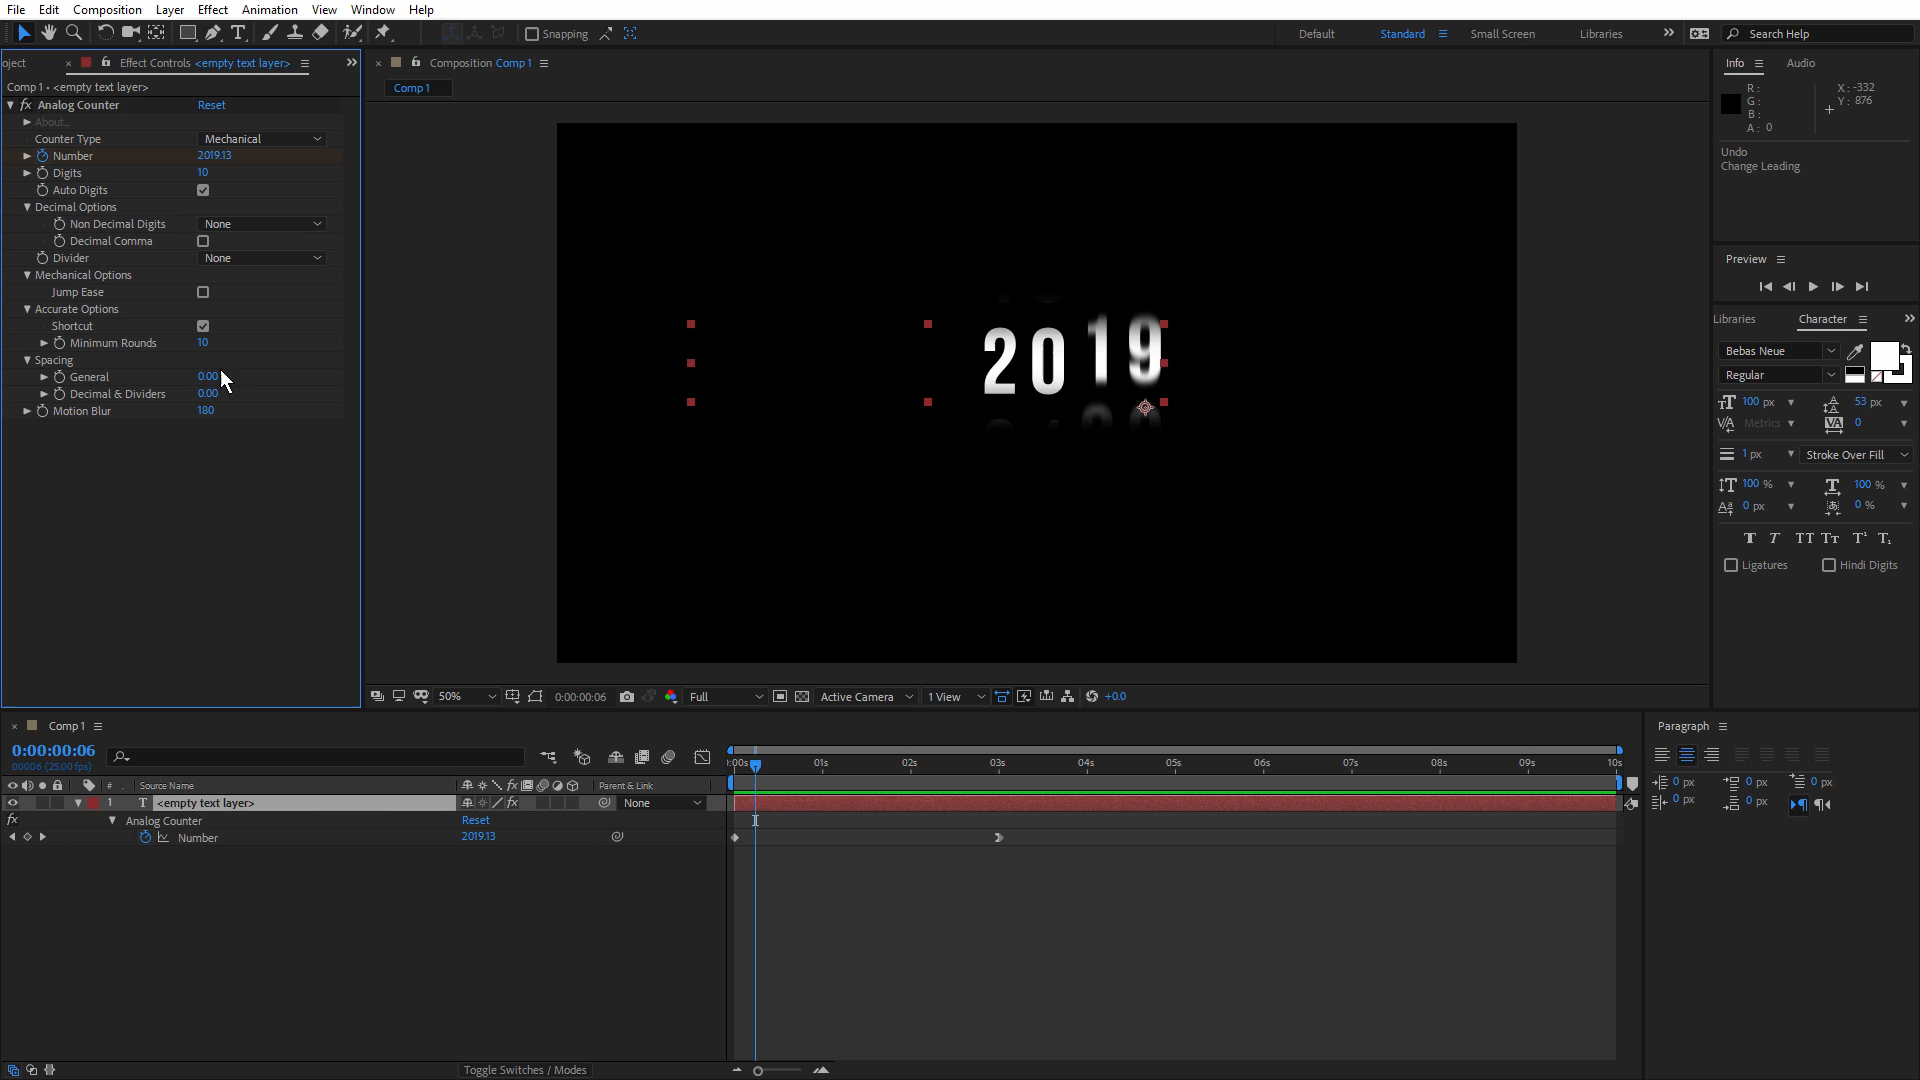 File Edit Composition Layer Effect Animation View Window Help
Snapping
Default Standard Small Screen Libraries Search Help
oject
Effect Controls <empty text layer>
Comp 1 • <empty text layer>
Analog Counter Reset
About...
Counter Type Mechanical
Number 2019.13
Digits 10
Auto Digits
Decimal Options
Non Decimal Digits None
Decimal Comma
Divider None
Mechanical Options
Jump Ease
Accurate Options
Shortcut
Minimum Rounds 10
Spacing
General 0.00
Decimal & Dividers 0.00
Motion Blur 180
Composition Comp 1
Comp 1
2019
50% 0:00:00:06 Full Active Camera 1 View +0.0
Info Audio
R:
G:
B:
A: 0
X: -332
Y: 876
Undo
Change Leading
Preview
Libraries Character
Bebas Neue
Regular
100 px 53 px
Metrics 0
1 px Stroke Over Fill
100 % 100 %
0 px 0 %
Ligatures Hindi Digits
Comp 1
0:00:00:06
00006 (25.00 fps)
# Source Name Parent & Link
1 T <empty text layer> None
Analog Counter Reset
Number 2019.13
:00s 01s 02s 03s 04s 05s 06s 07s 08s 09s 10s
Toggle Switches / Modes
Paragraph
0 px 0 px 0 px
0 px 0 px